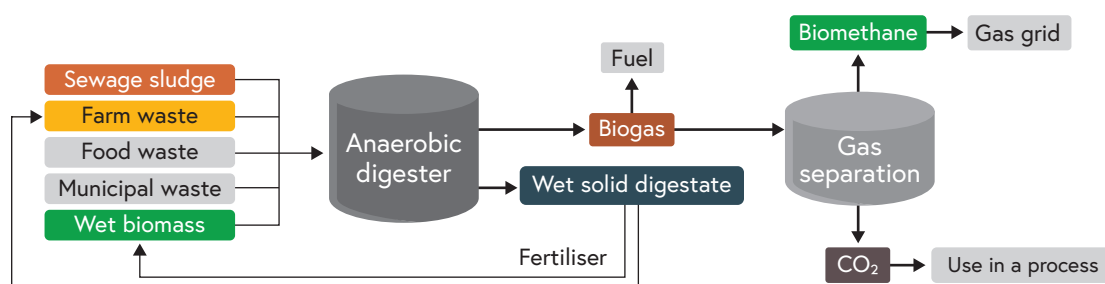 Sewage sludge
Farm waste
Food waste
Municipal waste
Wet biomass
Anaerobic
digester
Fuel
Biogas
Wet solid digestate
Fertiliser
Biomethane
Gas grid
Gas
separation
CO₂
Use in a process